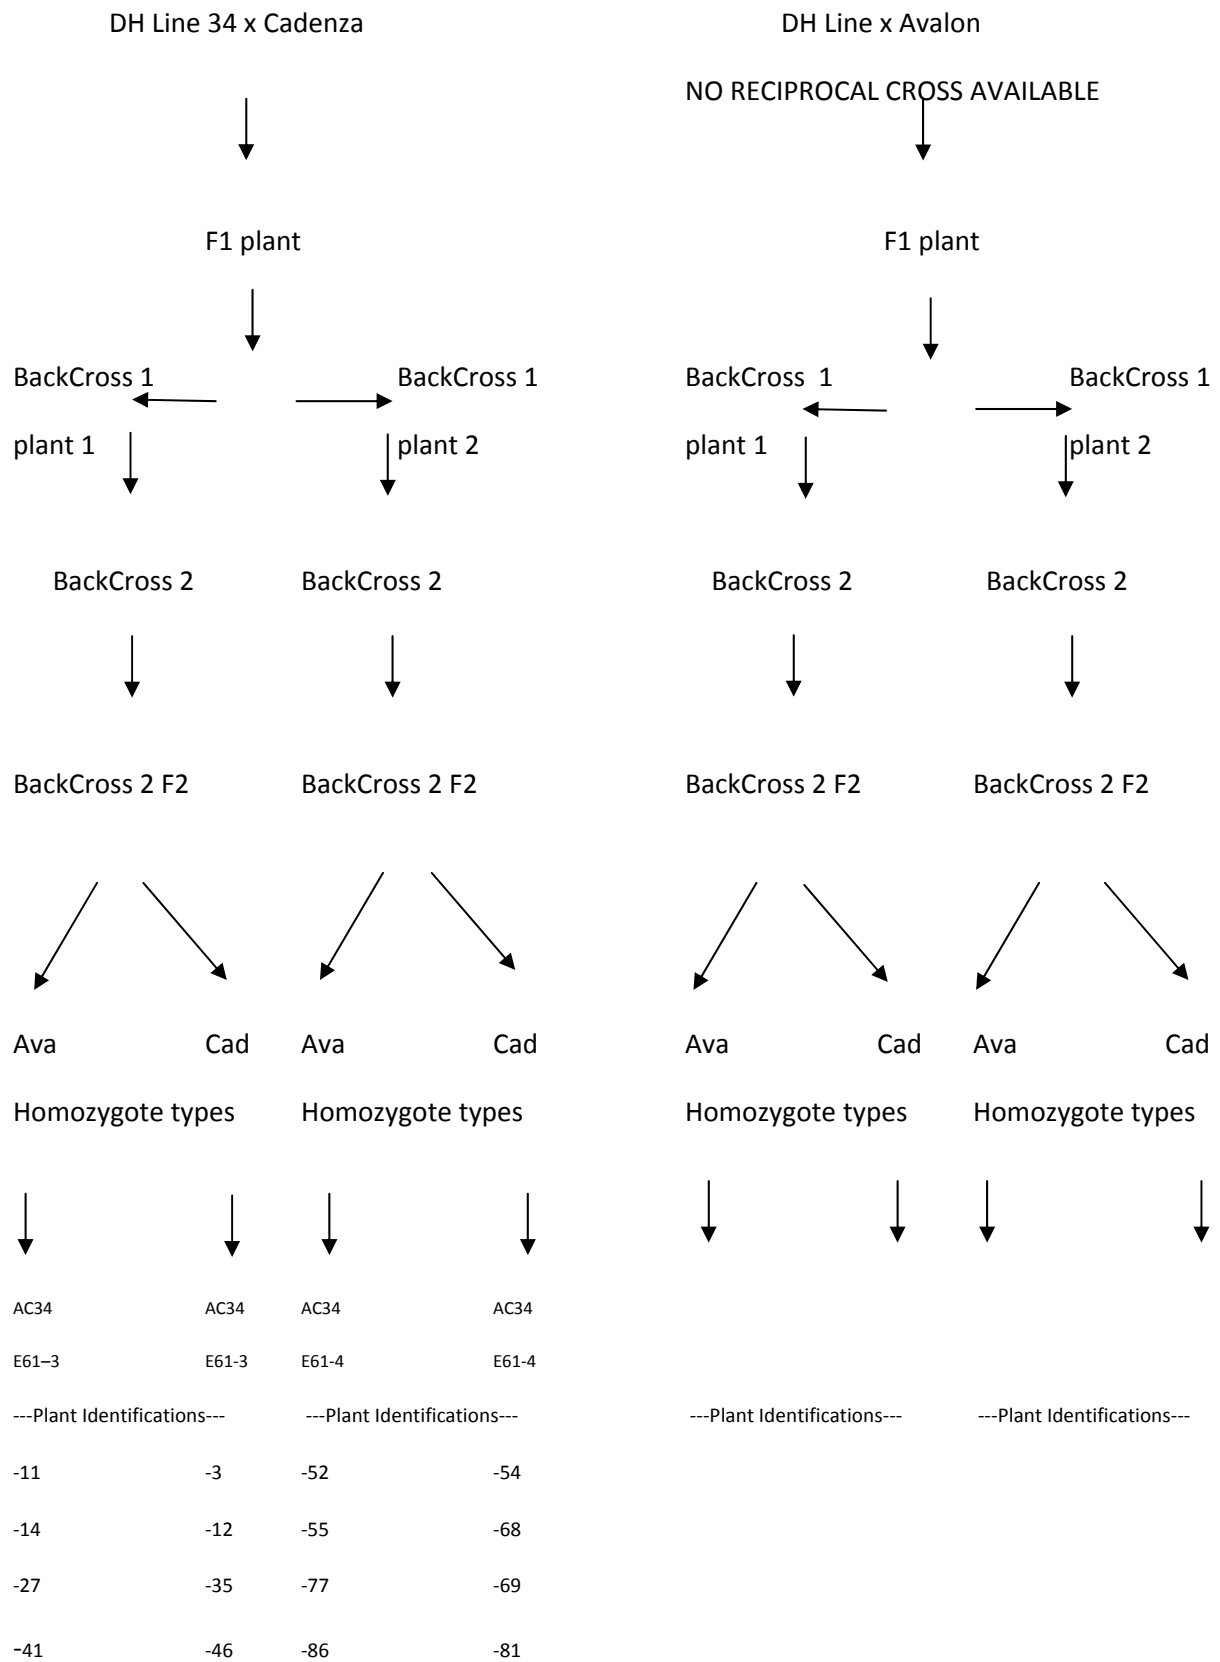 DH Line 34 x Cadenza DH Line x Avalon
NO RECIPROCAL CROSS AVAILABLE
F1 plant F1 plant
BackCross 1 BackCross 1 BackCross 1 BackCross 1
plant 1 plant 2 plant 1 plant 2
BackCross 2 BackCross 2 BackCross 2 BackCross 2
BackCross 2 F2 BackCross 2 F2 BackCross 2 F2 BackCross 2 F2
Ava Cad Ava Cad Ava Cad Ava Cad
Homozygote types Homozygote types Homozygote types Homozygote types
AC34 AC34 AC34 AC34
E61–3 E61-3 E61-4 E61-4
---Plant Identifications--- ---Plant Identifications--- ---Plant Identifications--- ---Plant Identifications---
-11 -3 -52 -54
-14 -12 -55 -68
-27 -35 -77 -69
-41 -46 -86 -81